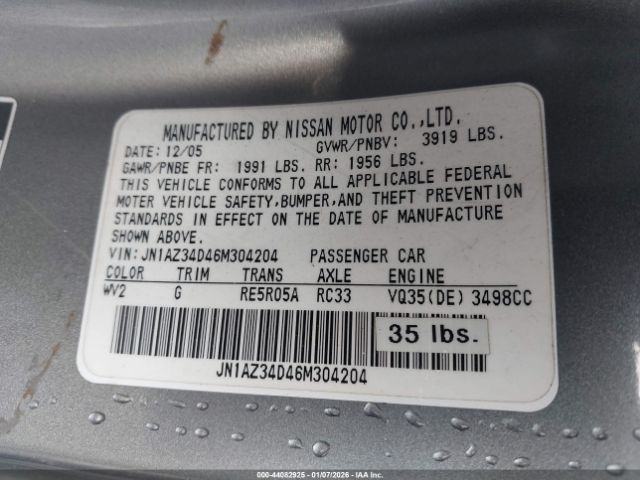 MANUFACTURED BY NISSAN MOTOR CO.,LTD.
DATE: 12/05 GVWR/PNBV: 3919 LBS.
GAWR/PNBE FR: 1991 LBS. RR: 1956 LBS.
THIS VEHICLE CONFORMS TO ALL APPLICABLE FEDERAL
MOTOR VEHICLE SAFETY,BUMPER,AND THEFT PREVENTION
STANDARDS IN EFFECT ON THE DATE OF MANUFACTURE
SHOWN ABOVE.
VIN:JN1AZ34D46M304204 PASSENGER CAR
COLOR TRIM TRANS AXLE ENGINE
WV2 G RE5R05A RC33 VQ35(DE) 3498CC
35 lbs.
JN1AZ34D46M304204
000-44082925 - 01/07/2026 - © IAA Inc.